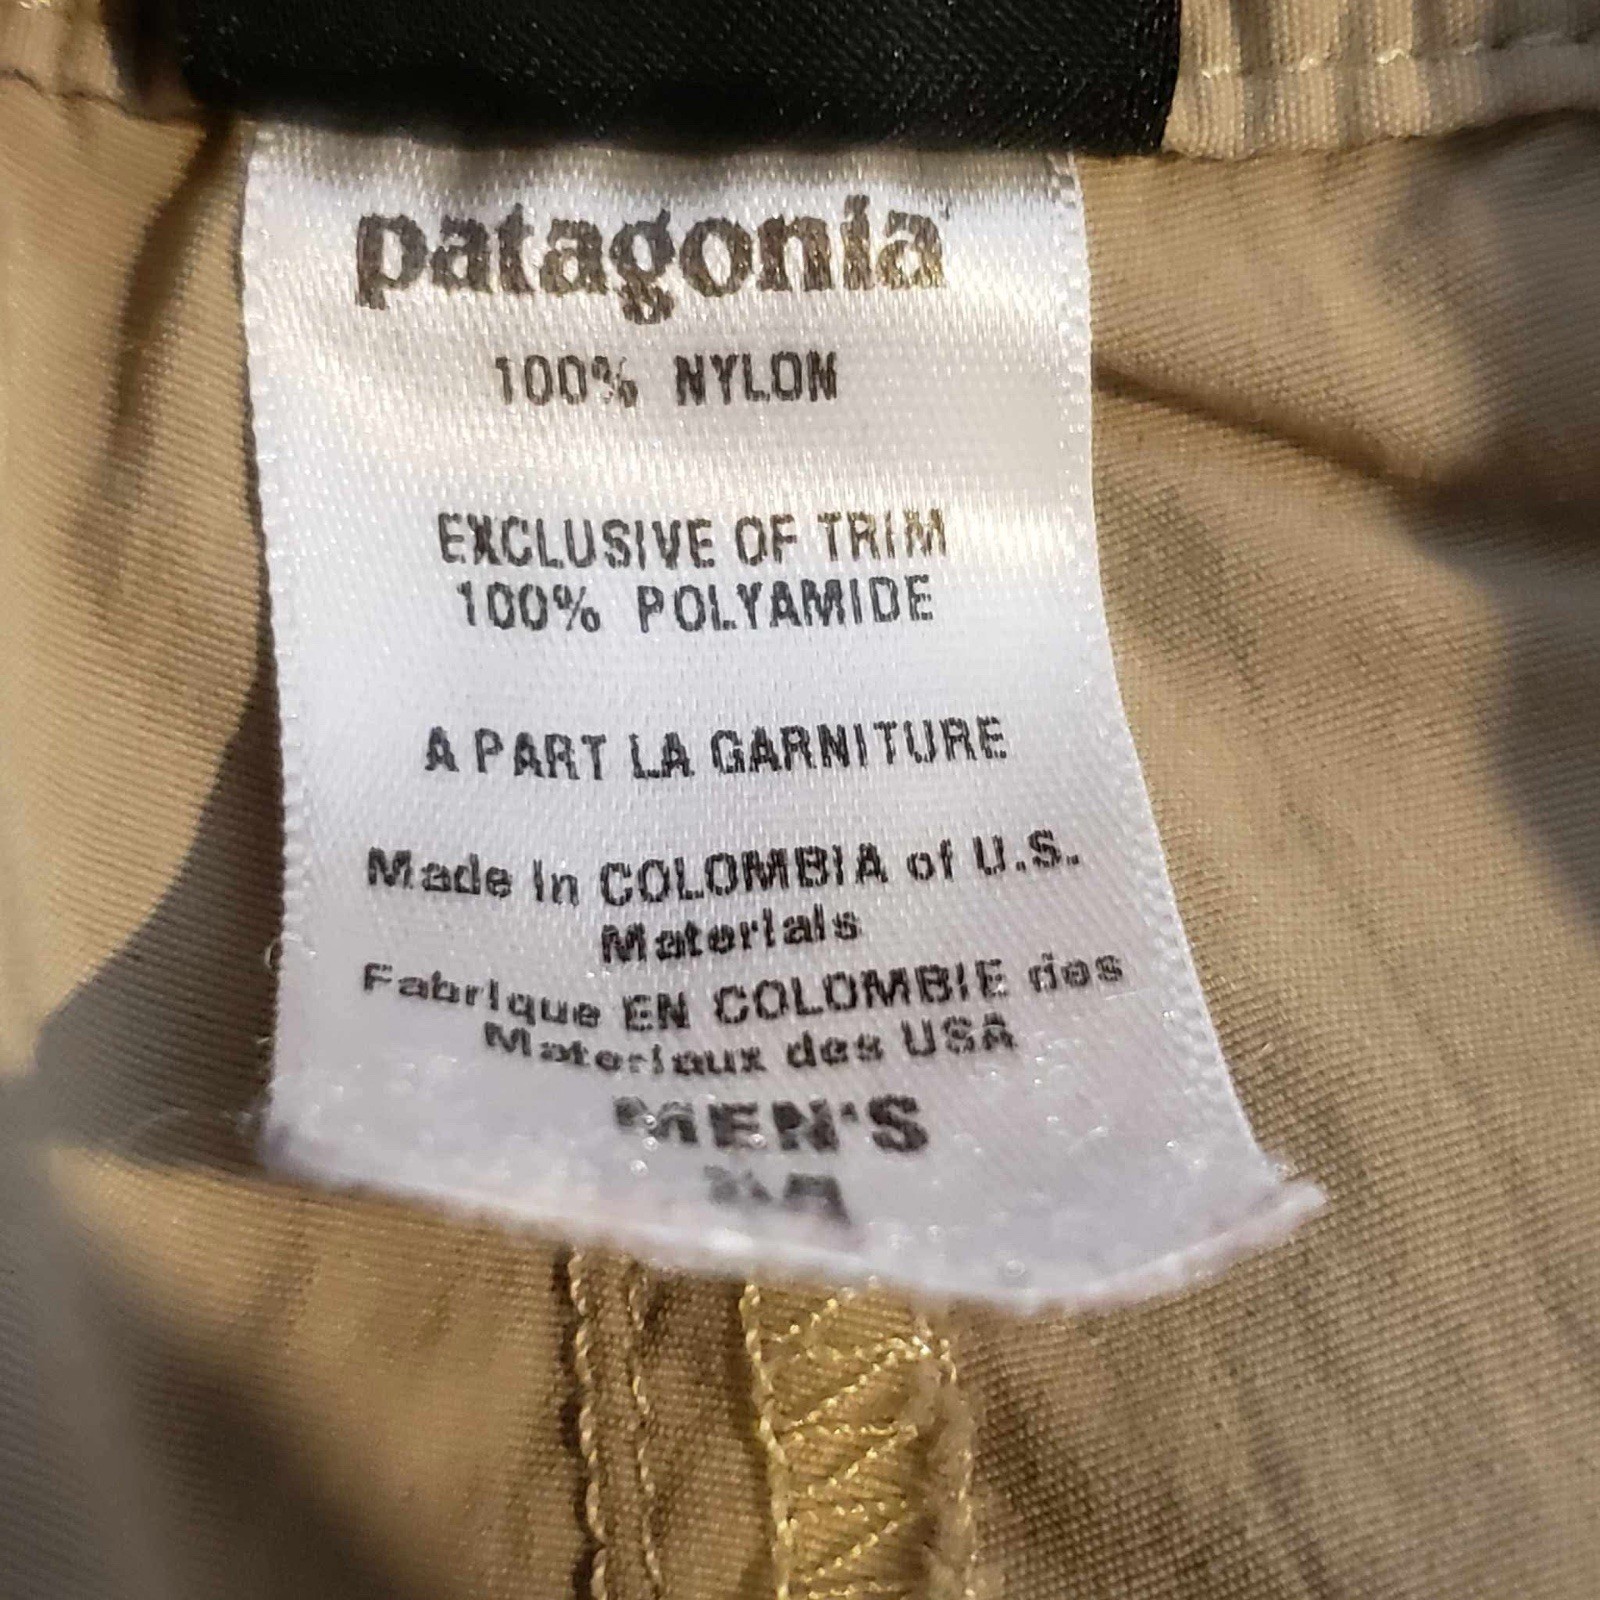 patagonia
100% NYLON
EXCLUSIVE OF TRIM
100% POLYAMIDE
A PART LA GARNITURE
Made in COLOMBIA of U.S.
Materials
Fabrique EN COLOMBIE des
Materiaux des USA
MEN'S